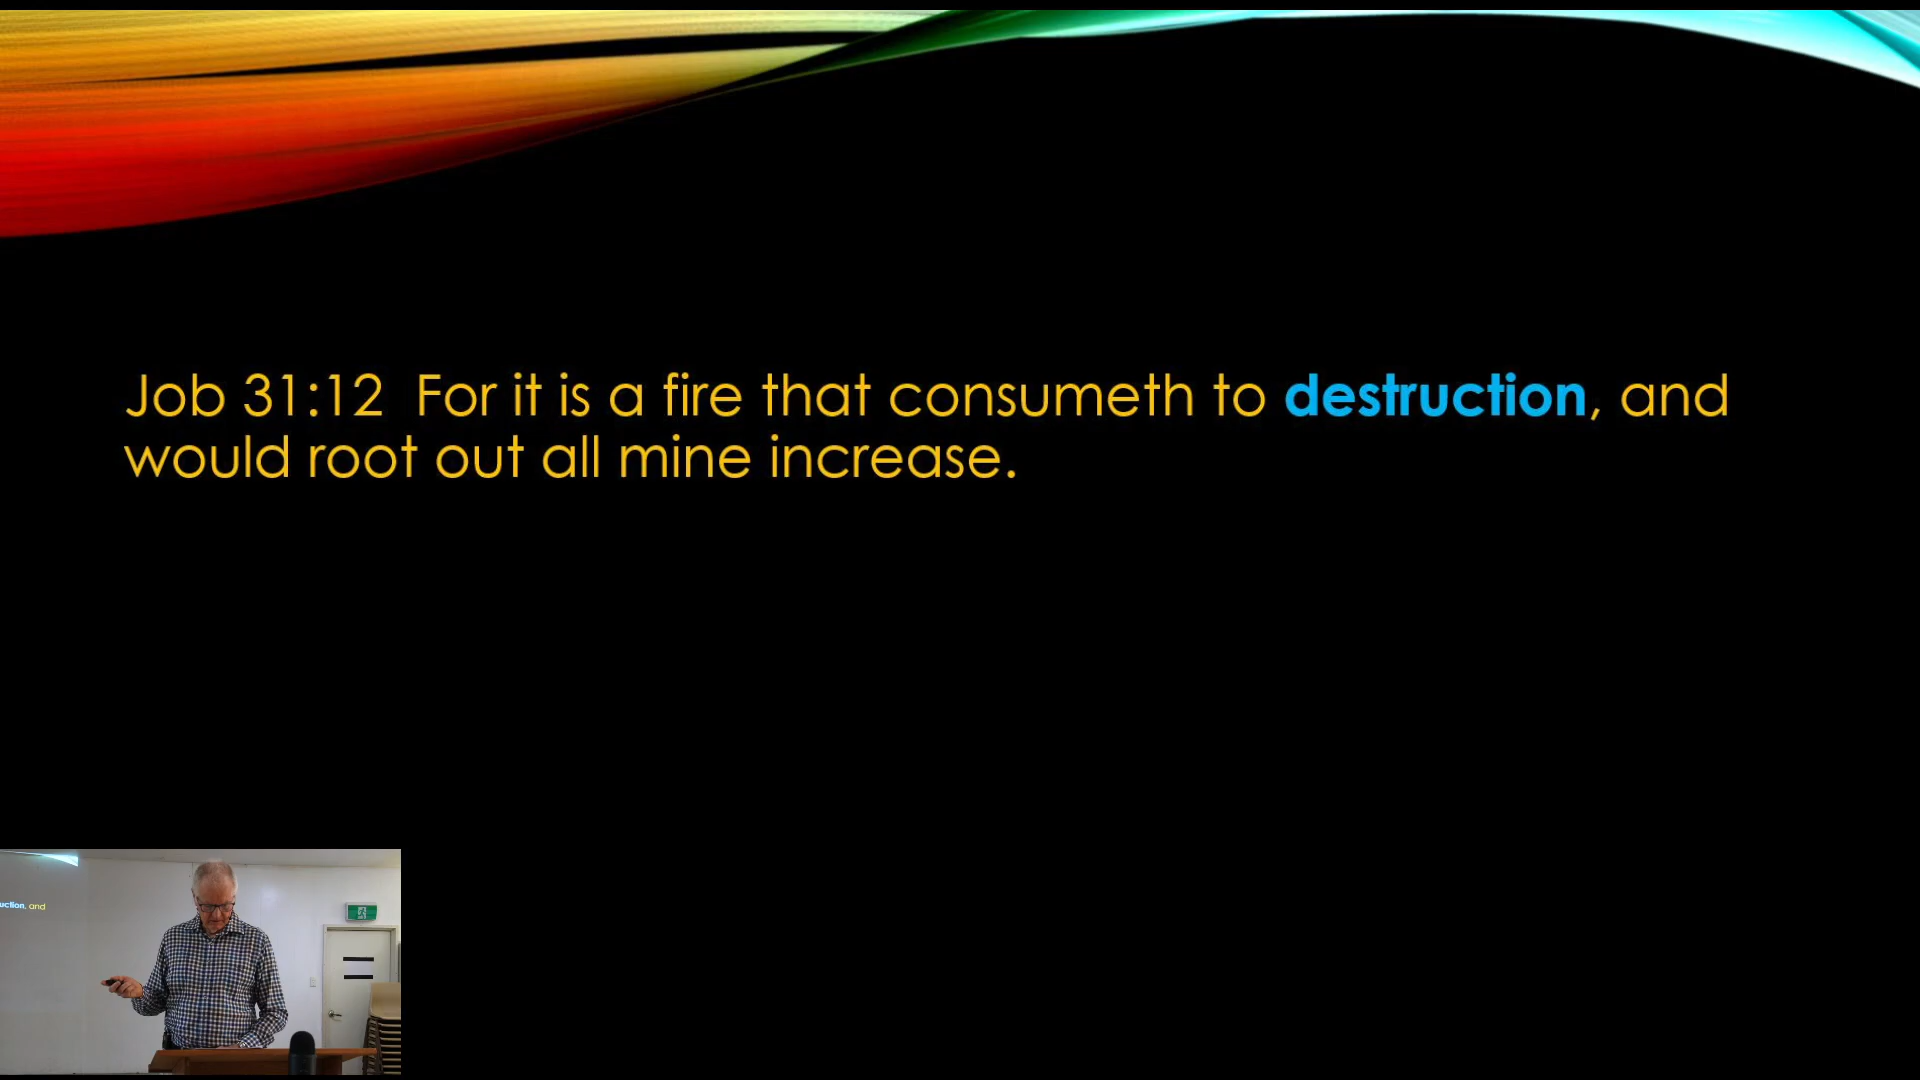 Job 31:12  For it is a fire that consumeth to destruction, and
would root out all mine increase.
uction, and